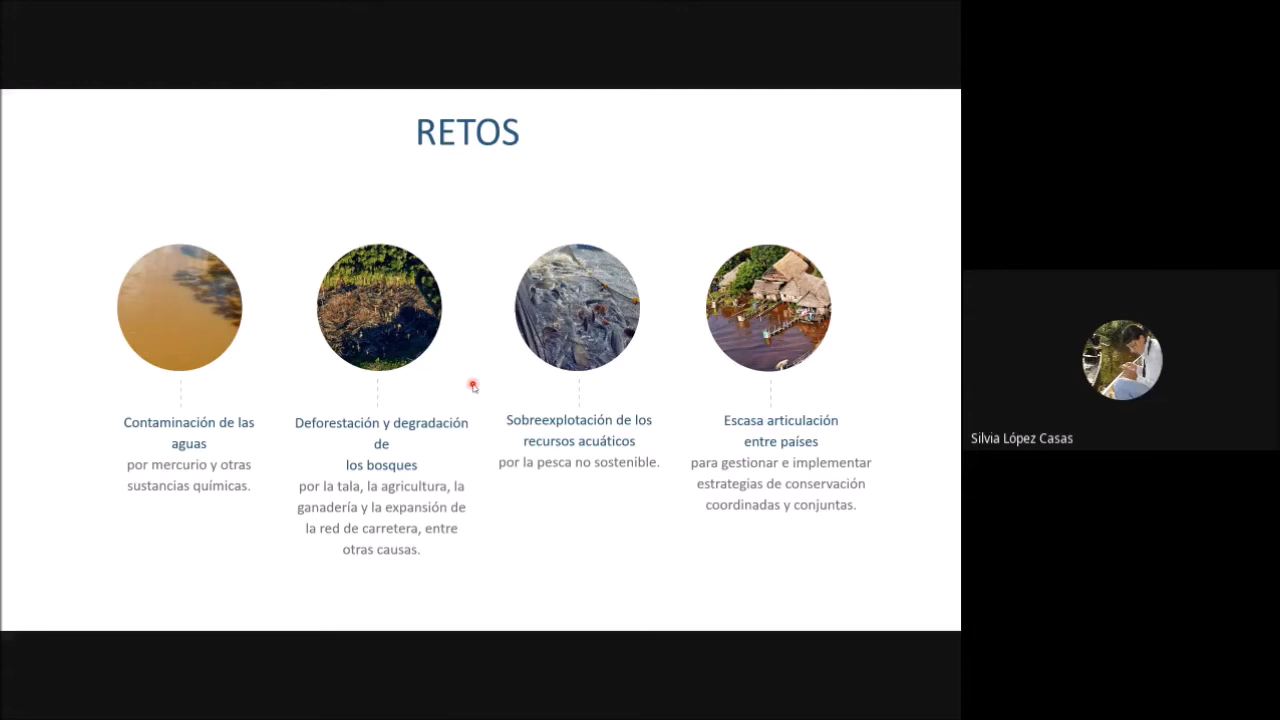 RETOS
Contaminación de las
aguas
por mercurio y otras
sustancias químicas.
Deforestación y degradación
de
los bosques
por la tala, la agricultura, la
ganadería y la expansión de
la red de carretera, entre
otras causas.
Sobreexplotación de los
recursos acuáticos
por la pesca no sostenible.
Escasa articulación
entre países
para gestionar e implementar
estrategias de conservación
coordinadas y conjuntas.
Silvia López Casas